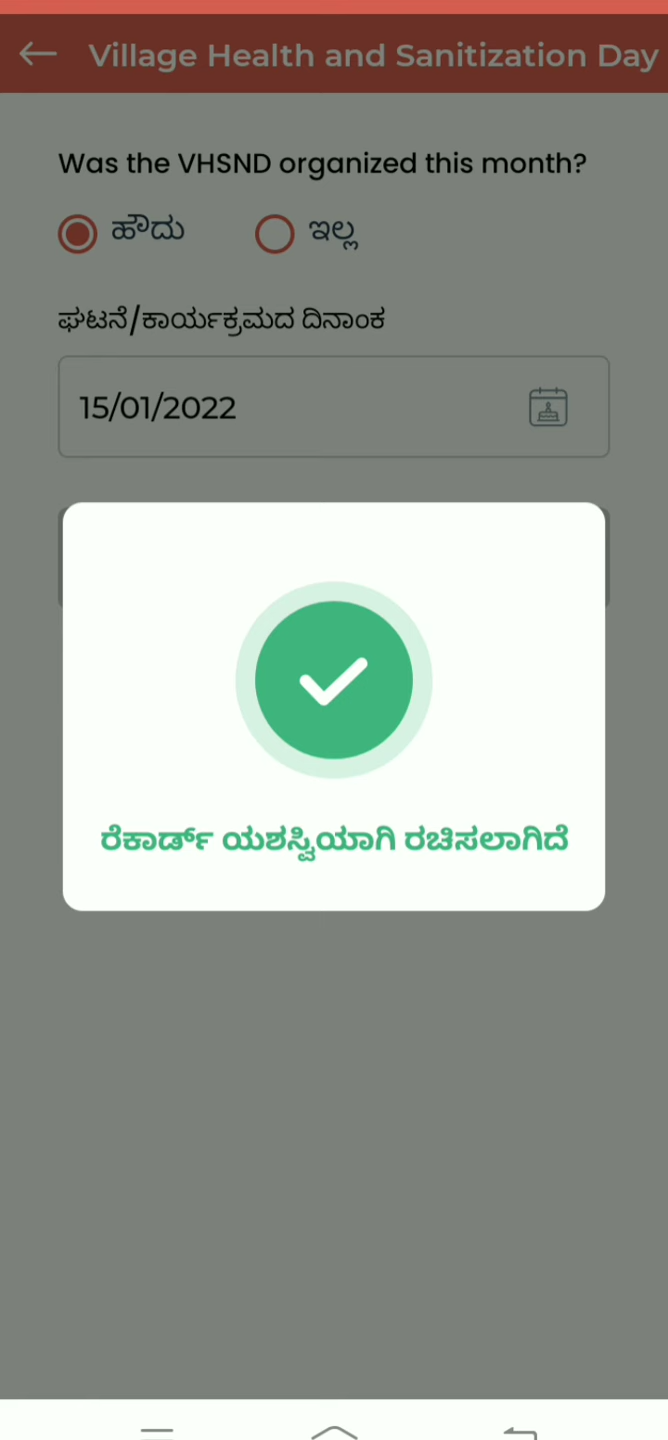 Village Health and Sanitization Day
Was the VHSND organized this month?
ಹೌದು ಇಲ್ಲ
ಘಟನೆ/ಕಾರ್ಯಕ್ರಮದ ದಿನಾಂಕ
15/01/2022
ರೆಕಾರ್ಡ್ ಯಶಸ್ವಿಯಾಗಿ ರಚಿಸಲಾಗಿದೆ